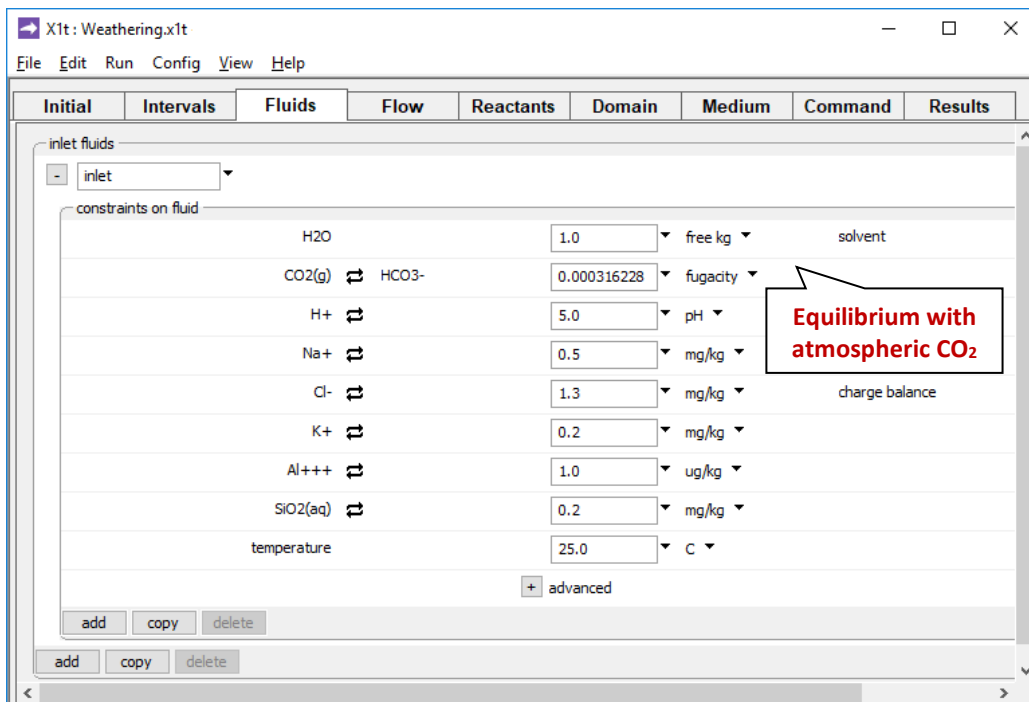 X1t : Weathering.x1t
File Edit Run Config View Help
Initial Intervals Fluids Flow Reactants Domain Medium Command Results
inlet fluids
- inlet
constraints on fluid
H2O 1.0 free kg solvent
CO2(g) HCO3- 0.000316228 fugacity
H+ 5.0 pH
Na+ 0.5 mg/kg
Cl- 1.3 mg/kg charge balance
K+ 0.2 mg/kg
Al+++ 1.0 ug/kg
SiO2(aq) 0.2 mg/kg
temperature 25.0 C
+ advanced
add copy delete
add copy delete
Equilibrium with
atmospheric CO₂